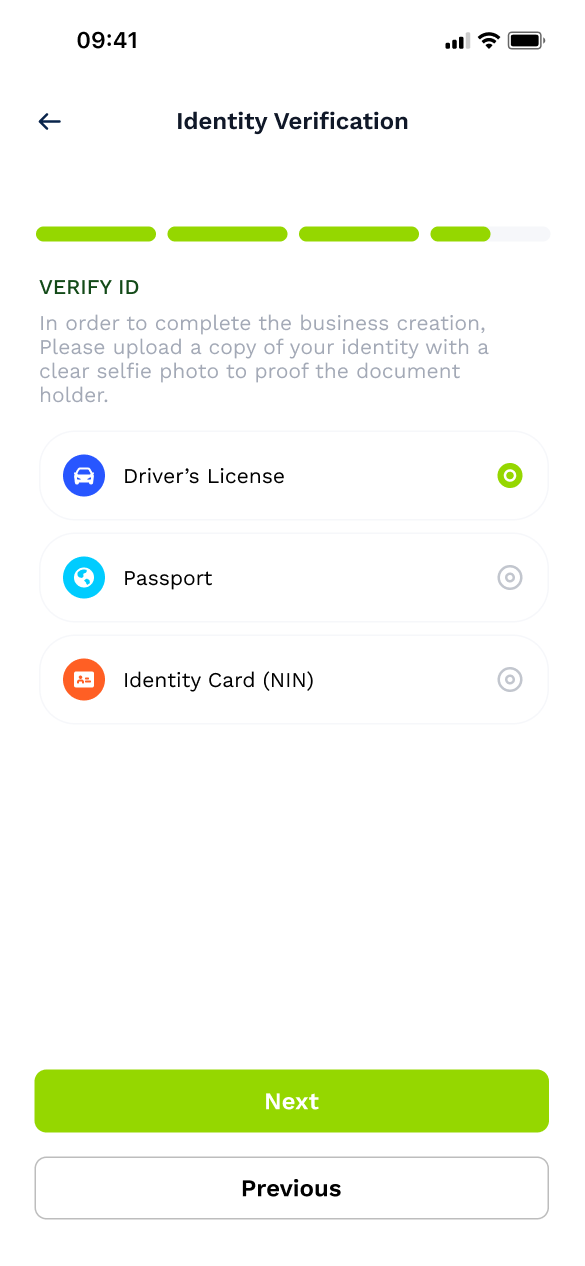 09:41
Identity Verification
VERIFY ID
In order to complete the business creation,
Please upload a copy of your identity with a
clear selfie photo to proof the document
holder.
Driver’s License
Passport
Identity Card (NIN)
Next
Previous